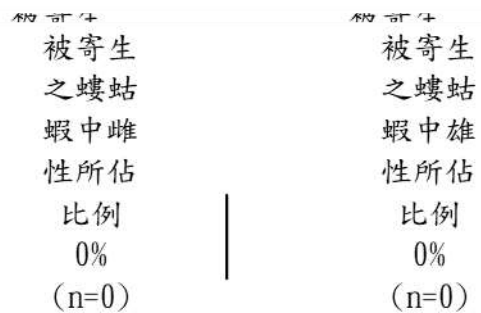 被寄生
之螻蛄
蝦中雌
性所佔
比例
0%
(n=0)
被寄生
之螻蛄
蝦中雄
性所佔
比例
0%
(n=0)